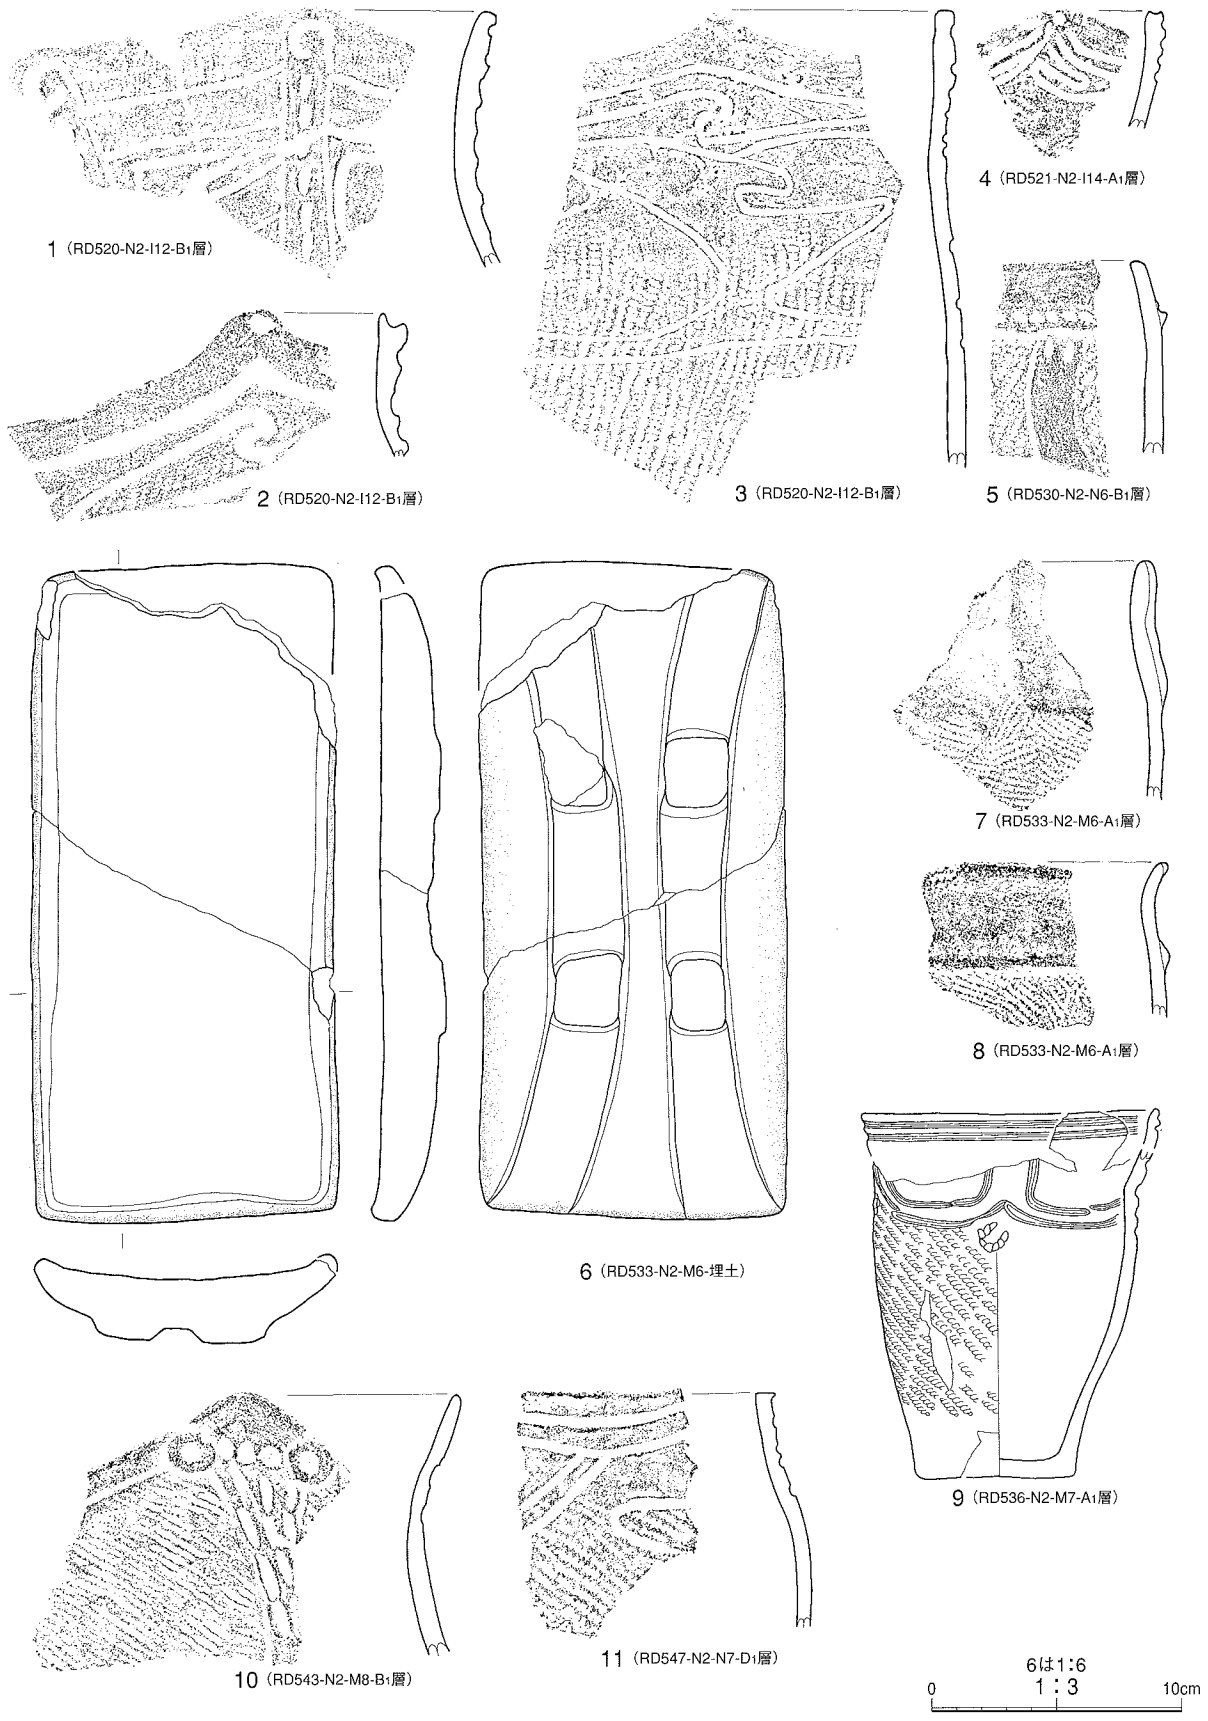 1 (RD520-N2-I12-B1層)
2 (RD520-N2-I12-B1層)
3 (RD520-N2-I12-B1層)
4 (RD521-N2-I14-A1層)
5 (RD530-N2-N6-B1層)
6 (RD533-N2-M6-埋土)
7 (RD533-N2-M6-A1層)
8 (RD533-N2-M6-A1層)
9 (RD536-N2-M7-A1層)
10 (RD543-N2-M8-B1層)
11 (RD547-N2-N7-D1層)
6は1:6
1:3
0 10cm